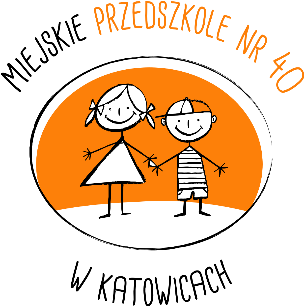 MIEJSKIE PRZEDSZKOLE NR 40
W KATOWICACH